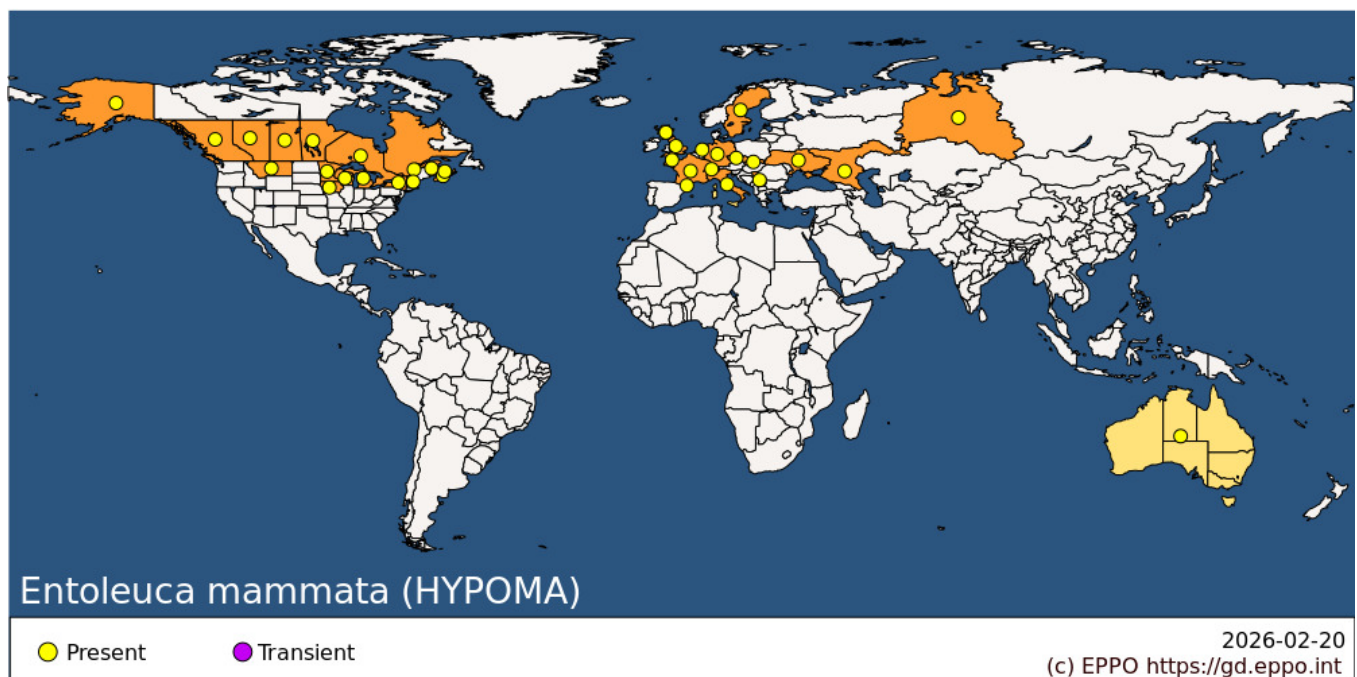 Entoleuca mammata (HYPOMA)
Present
Transient
2026-02-20
(c) EPPO https://gd.eppo.int